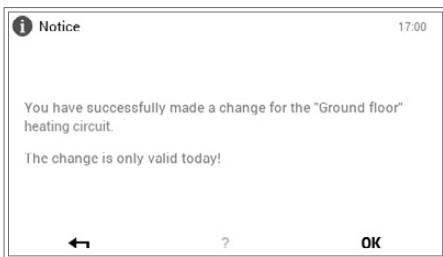 i Notice 17:00
You have successfully made a change for the "Ground floor"
heating circuit.
The change is only valid today!
? OK